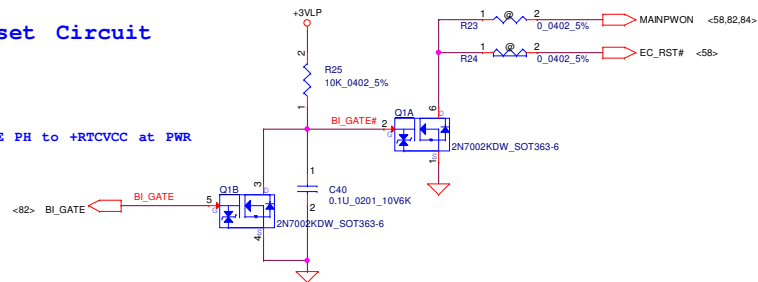 set Circuit
+3VLP
R23
1
@
2
0_0402_5%
MAINPWON
<58,82,84>
R24
1
@
2
0_0402_5%
EC_RST#
<58>
2
R25
10K_0402_5%
1
E PH to +RTCVCC at PWR
BI_GATE#
2
Q1A
6
D
G
S
1
2N7002KDW_SOT363-6
<82>
BI_GATE
BI_GATE
5
Q1B
3
D
G
S
4
2N7002KDW_SOT363-6
1
C40
0.1U_0201_10V6K
2